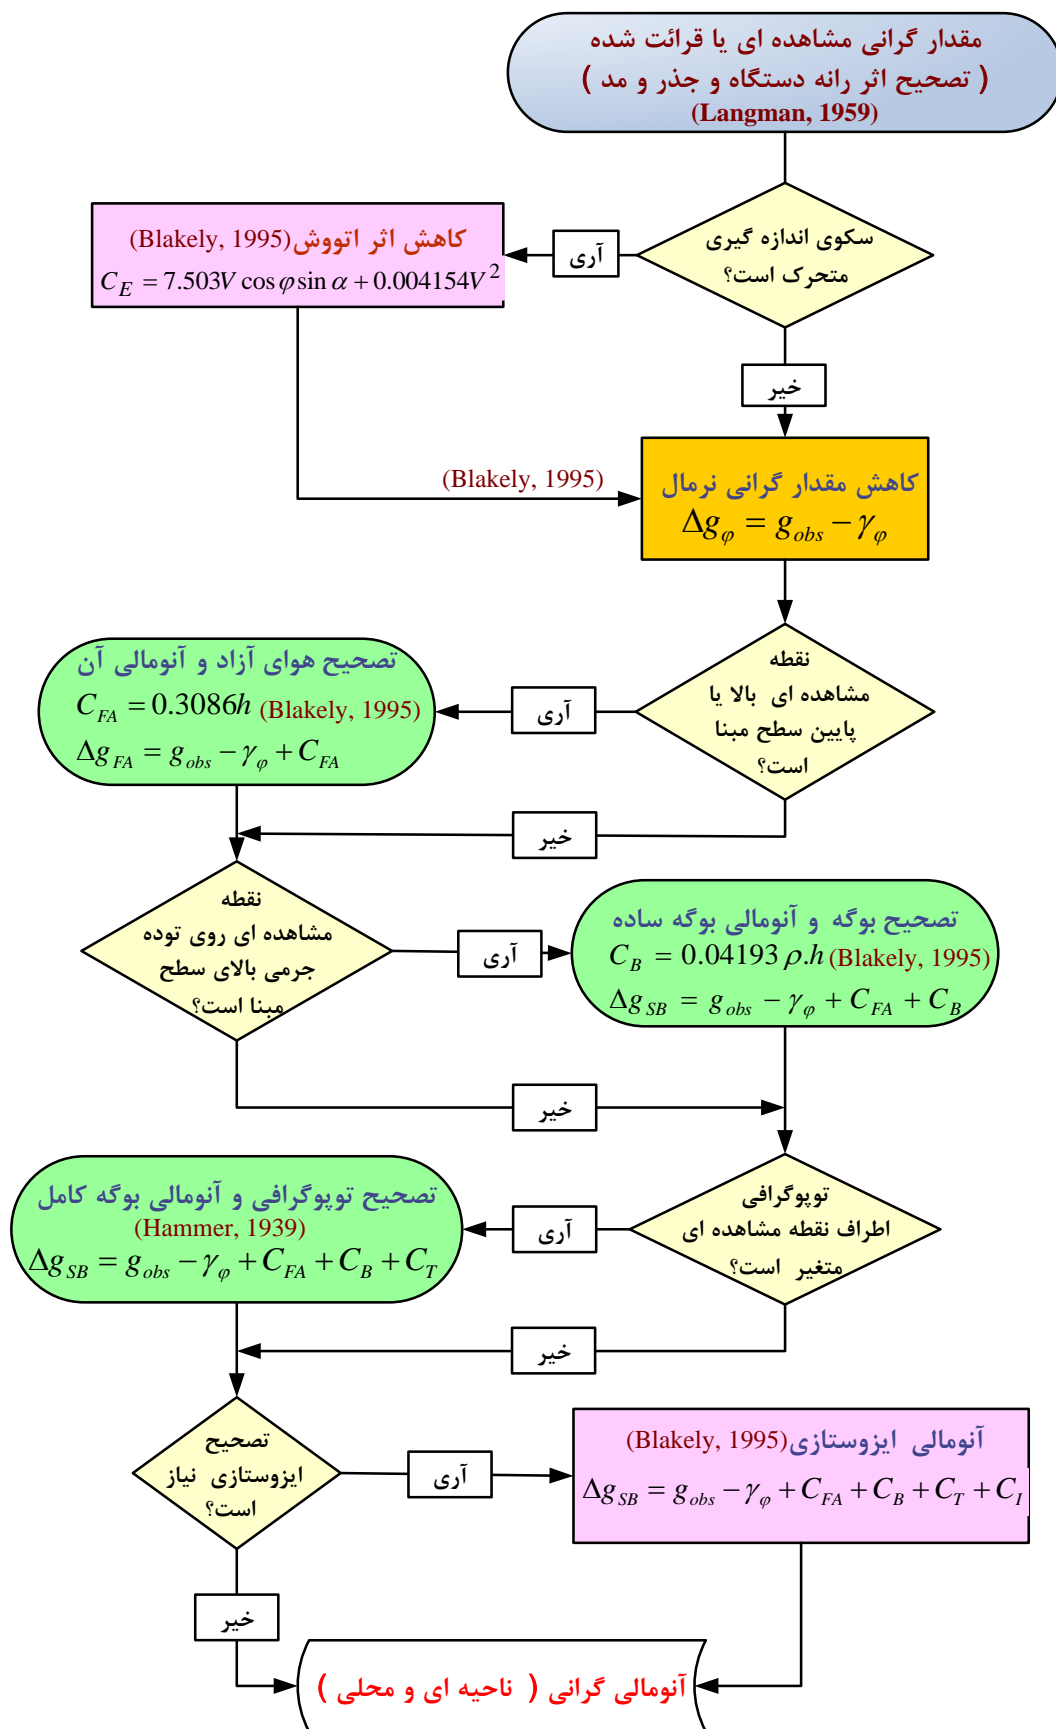 مقدار گرانی مشاهده ای یا قرائت شده
( تصحیح اثر رانه دستگاه و جذر و مد )
(Langman, 1959)
سکوی اندازه گیری
متحرک است؟
آری
کاهش اثر اتووش (Blakely, 1995)
C_E = 7.503V cos φ sin α + 0.004154V^2
خیر
(Blakely, 1995)
کاهش مقدار گرانی نرمال
Δg_φ = g_obs − γ_φ
نقطه
مشاهده ای بالا یا
پایین سطح مبنا
است؟
آری
تصحیح هوای آزاد و آنومالی آن
C_FA = 0.3086h (Blakely, 1995)
Δg_FA = g_obs − γ_φ + C_FA
خیر
نقطه
مشاهده ای روی توده
جرمی بالای سطح
مبنا است؟
آری
تصحیح بوگه و آنومالی بوگه ساده
C_B = 0.04193 ρ.h (Blakely, 1995)
Δg_SB = g_obs − γ_φ + C_FA + C_B
خیر
توپوگرافی
اطراف نقطه مشاهده ای
متغیر است؟
آری
تصحیح توپوگرافی و آنومالی بوگه کامل
(Hammer, 1939)
Δg_SB = g_obs − γ_φ + C_FA + C_B + C_T
خیر
تصحیح
ایزوستازی نیاز
است؟
آری
آنومالی ایزوستازی (Blakely, 1995)
Δg_SB = g_obs − γ_φ + C_FA + C_B + C_T + C_I
خیر
آنومالی گرانی ( ناحیه ای و محلی )